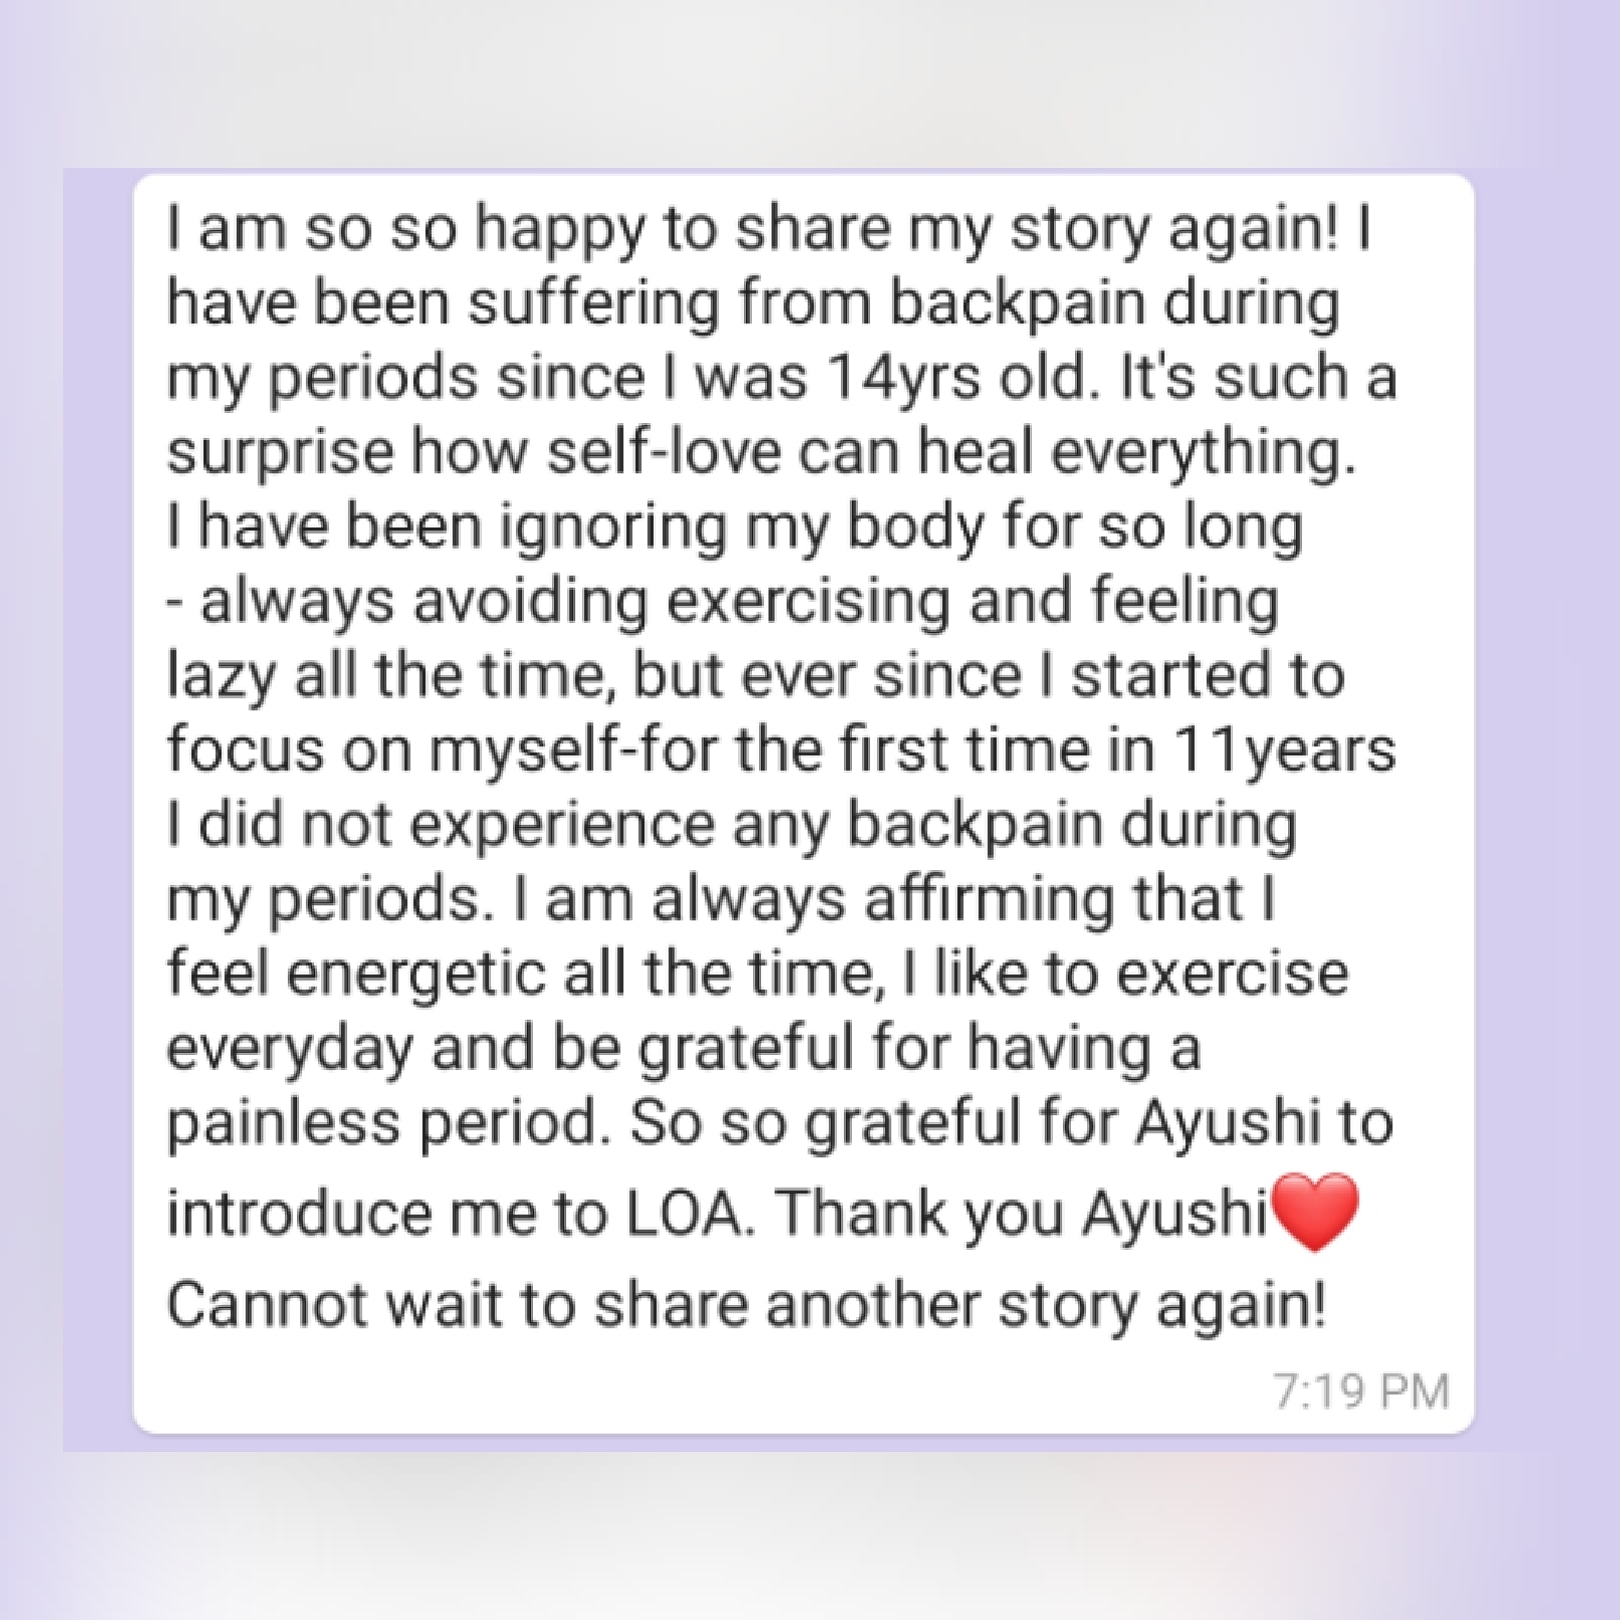 I am so so happy to share my story again! I
have been suffering from backpain during
my periods since I was 14yrs old. It's such a
surprise how self-love can heal everything.
I have been ignoring my body for so long
- always avoiding exercising and feeling
lazy all the time, but ever since I started to
focus on myself-for the first time in 11years
I did not experience any backpain during
my periods. I am always affirming that I
feel energetic all the time, I like to exercise
everyday and be grateful for having a
painless period. So so grateful for Ayushi to
introduce me to LOA. Thank you Ayushi❤️
Cannot wait to share another story again!
7:19 PM